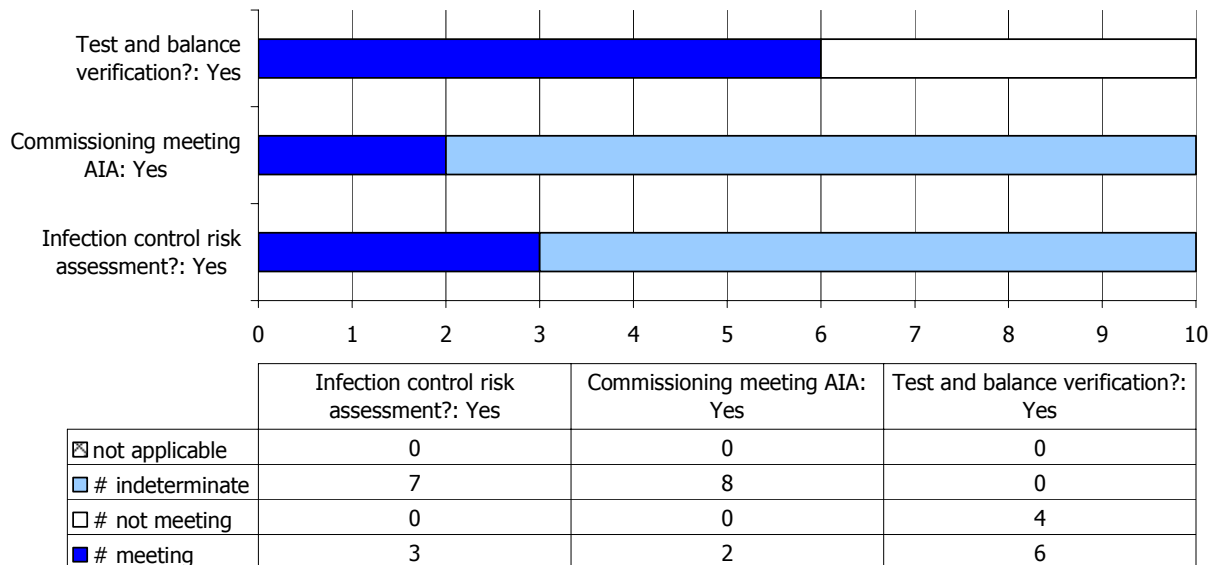 Test and balance
verification?: Yes
Commissioning meeting
AIA: Yes
Infection control risk
assessment?: Yes
0 1 2 3 4 5 6 7 8 9 10
Infection control risk
assessment?: Yes
Commissioning meeting AIA:
Yes
Test and balance verification?:
Yes
not applicable 0 0 0
# indeterminate 7 8 0
# not meeting 0 0 4
# meeting 3 2 6